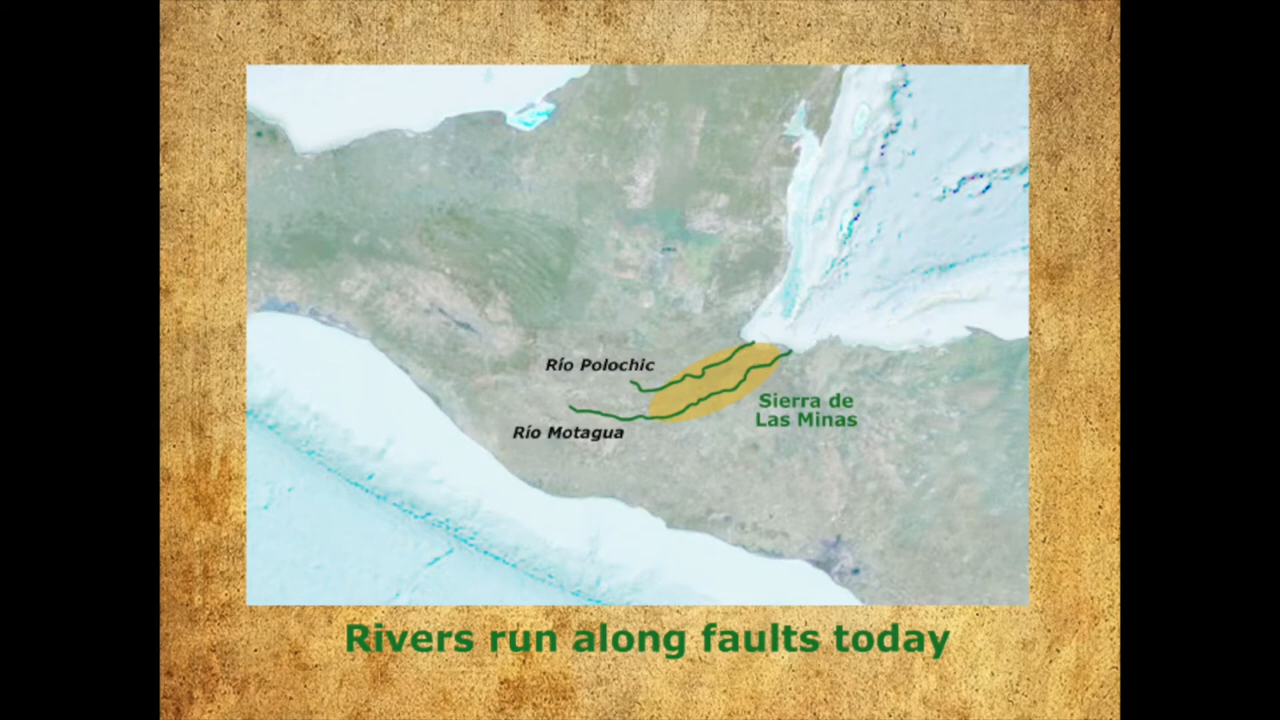 Río Polochic
Sierra de
Las Minas
Río Motagua
Rivers run along faults today